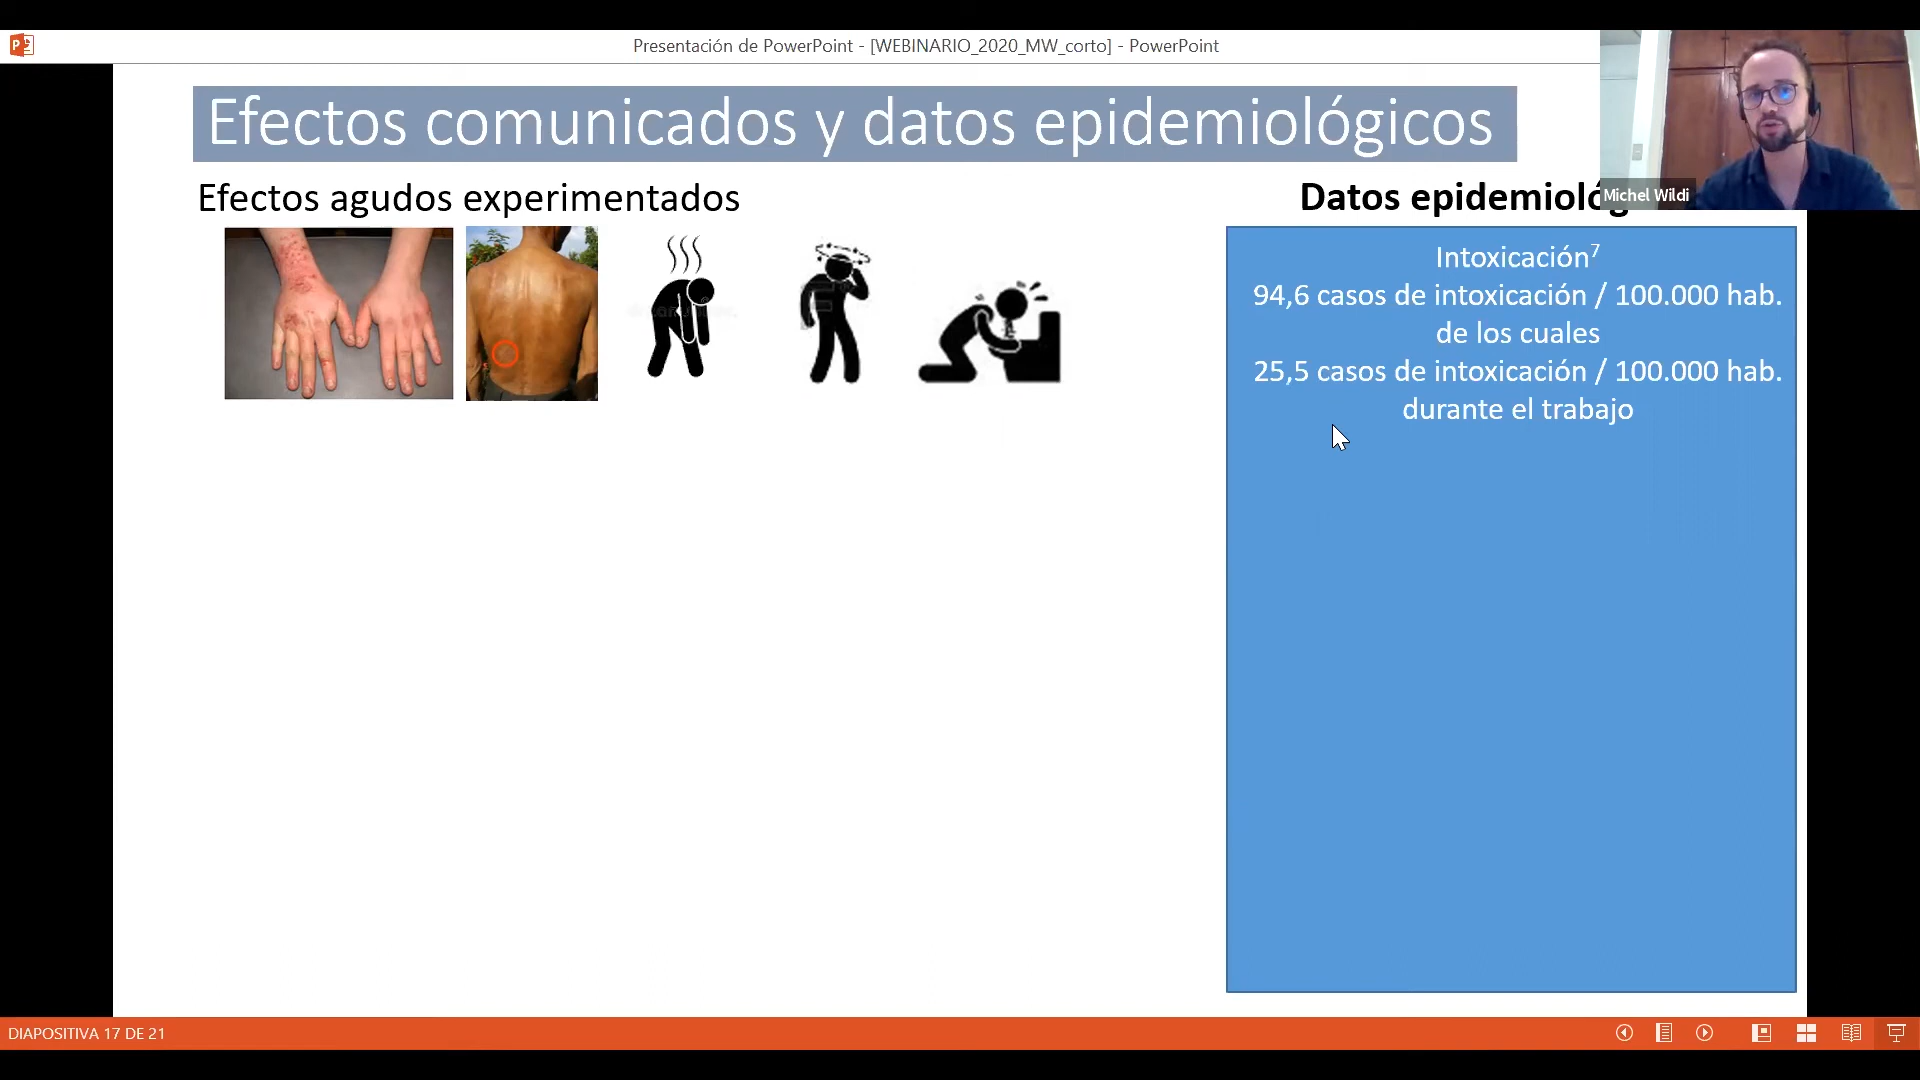 Presentación de PowerPoint - [WEBINARIO_2020_MW_corto] - PowerPoint
Efectos comunicados y datos epidemiológicos
Michel Wildi
Efectos agudos experimentados
Datos epidemiológ
Intoxicación⁷
94,6 casos de intoxicación / 100.000 hab.
de los cuales
25,5 casos de intoxicación / 100.000 hab.
durante el trabajo
DIAPOSITIVA 17 DE 21